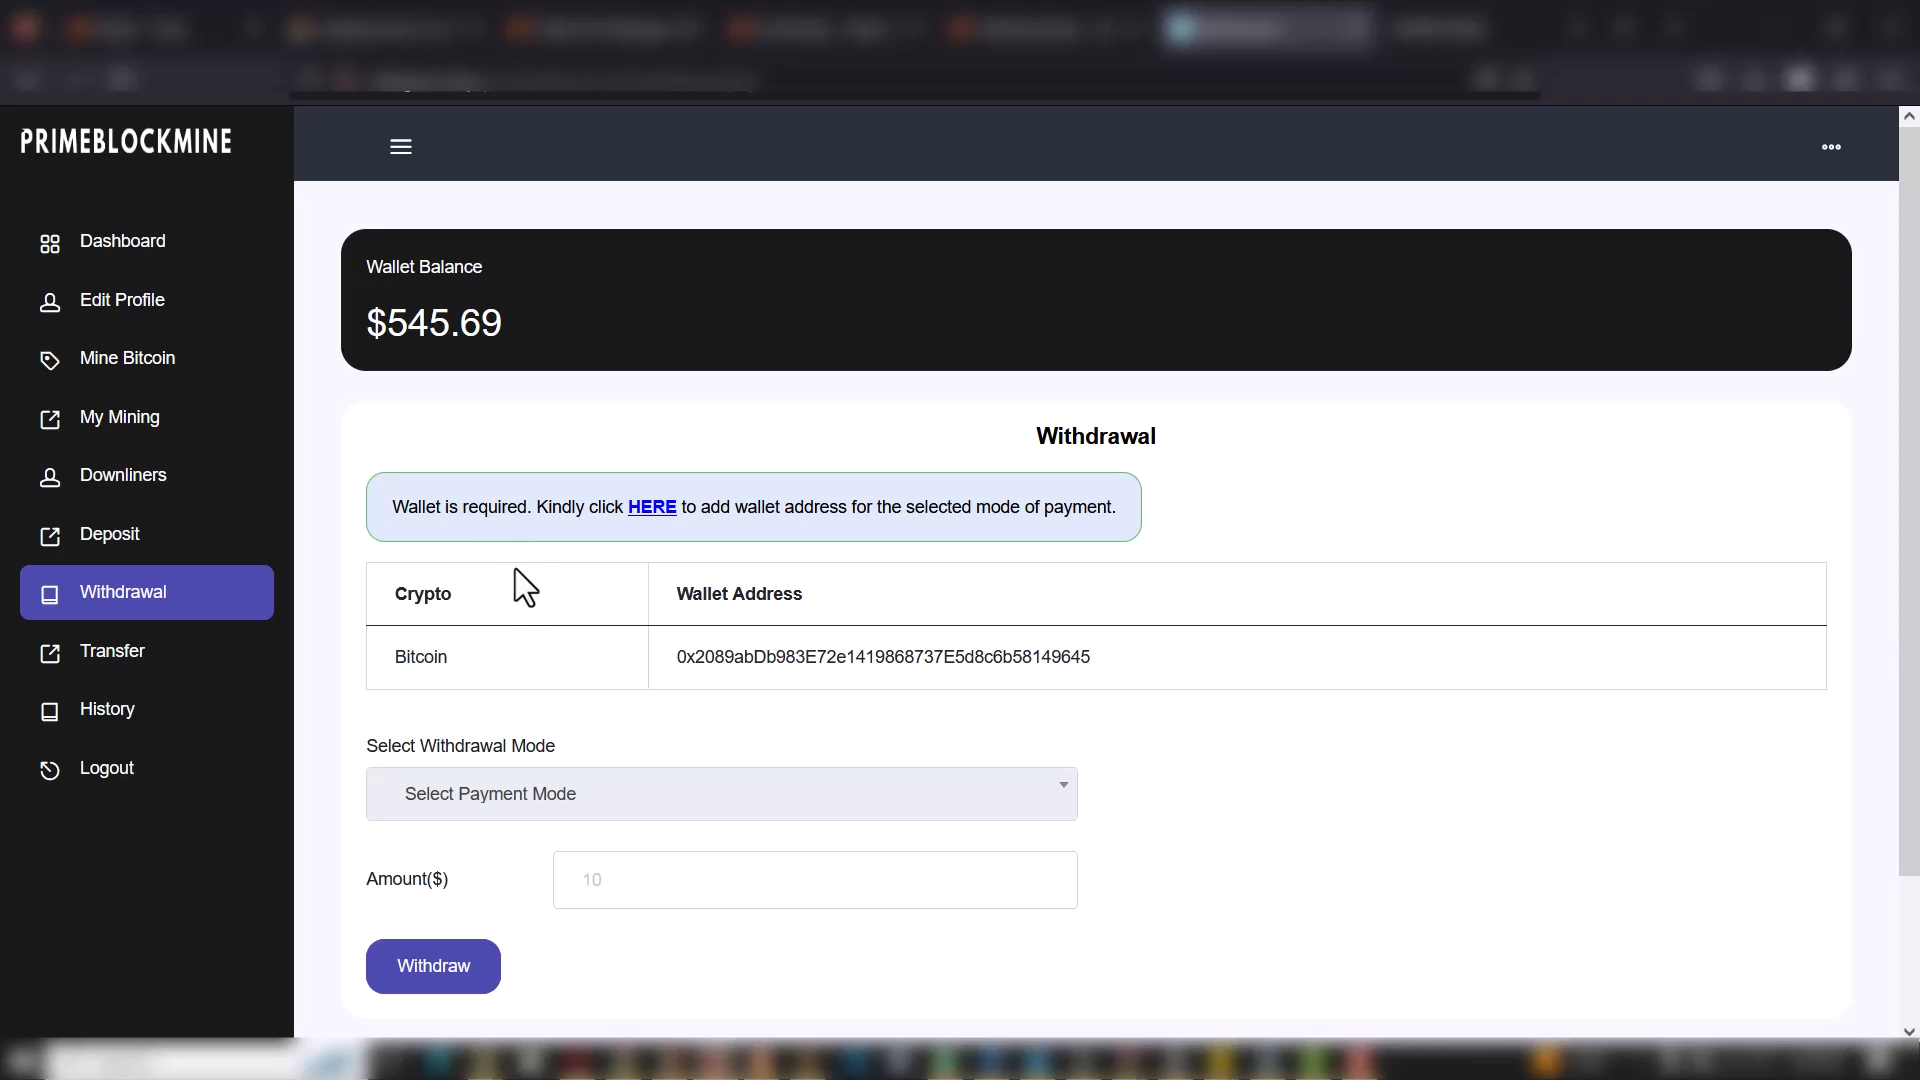 PRIMEBLOCKMINE
Dashboard
Edit Profile
Mine Bitcoin
My Mining
Downliners
Deposit
Withdrawal
Transfer
History
Logout
Wallet Balance
$545.69
Withdrawal
Wallet is required. Kindly click HERE to add wallet address for the selected mode of payment.
Crypto Wallet Address
Bitcoin 0x2089abDb983E72e1419868737E5d8c6b58149645
Select Withdrawal Mode
Select Payment Mode
Amount($) 10
Withdraw